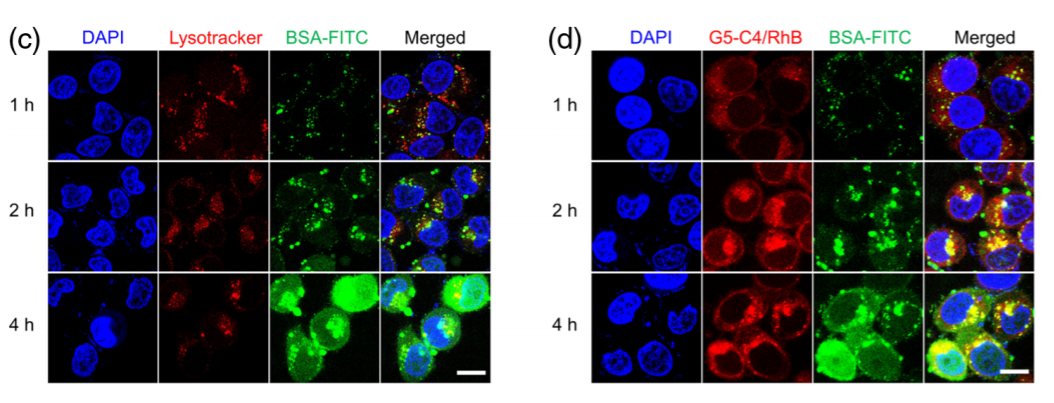 (c)
DAPI Lysotracker BSA-FITC Merged
1 h
2 h
4 h
(d)
DAPI G5-C4/RhB BSA-FITC Merged
1 h
2 h
4 h